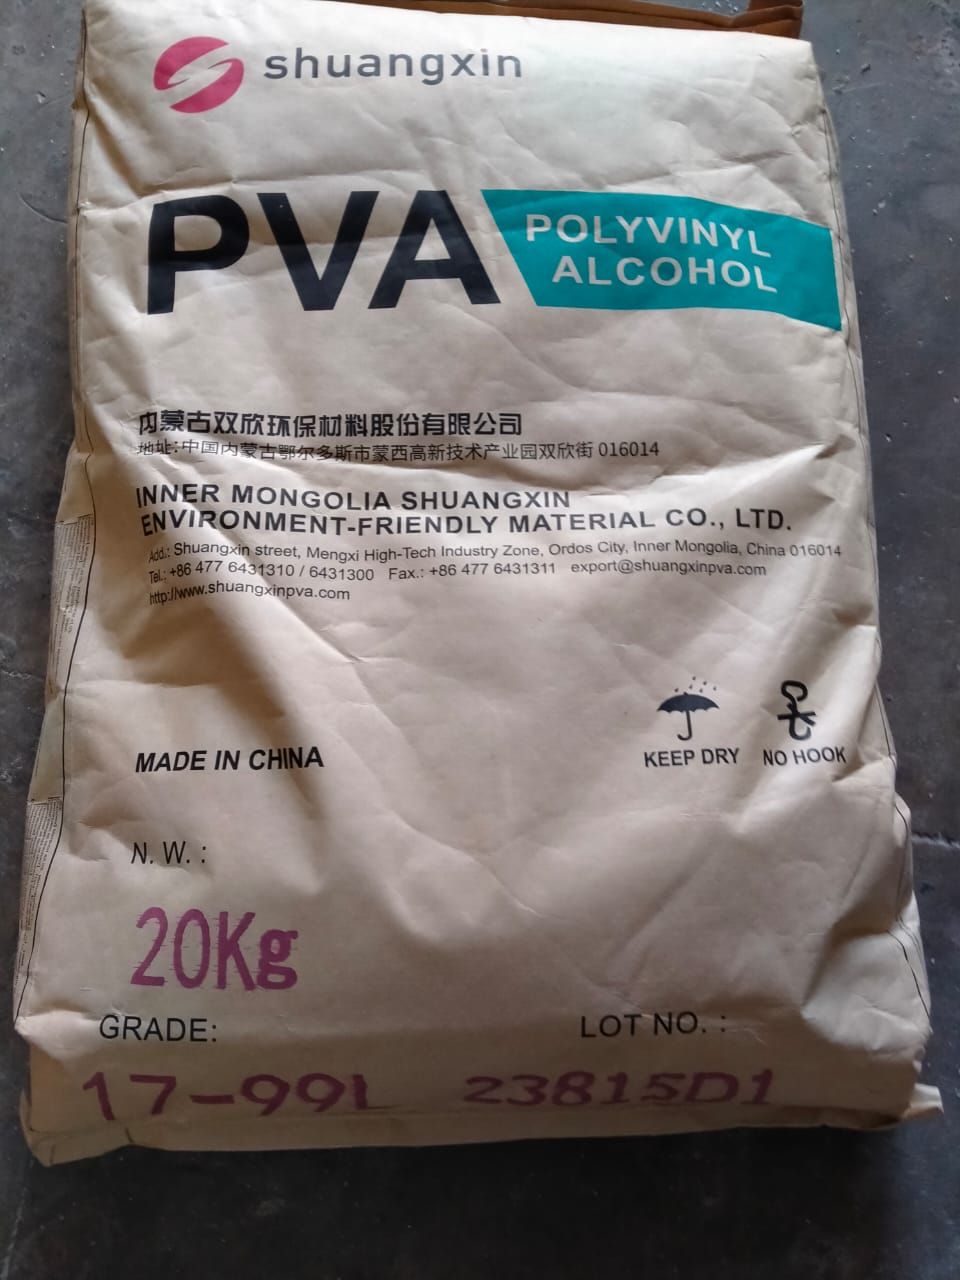 shuangxin
PVA
POLYVINYL
ALCOHOL
内蒙古双欣环保材料股份有限公司
地址:中国内蒙古鄂尔多斯市蒙西高新技术产业园双欣街 016014
INNER MONGOLIA SHUANGXIN
ENVIRONMENT-FRIENDLY MATERIAL CO., LTD.
Add.: Shuangxin street, Mengxi High-Tech Industry Zone, Ordos City, Inner Mongolia, China 016014
Tel.: +86 477 6431310 / 6431300 Fax.: +86 477 6431311 export@shuangxinpva.com
http://www.shuangxinpva.com
MADE IN CHINA
KEEP DRY NO HOOK
N. W. :
20Kg
GRADE: LOT NO. :
17-99L 23815D1